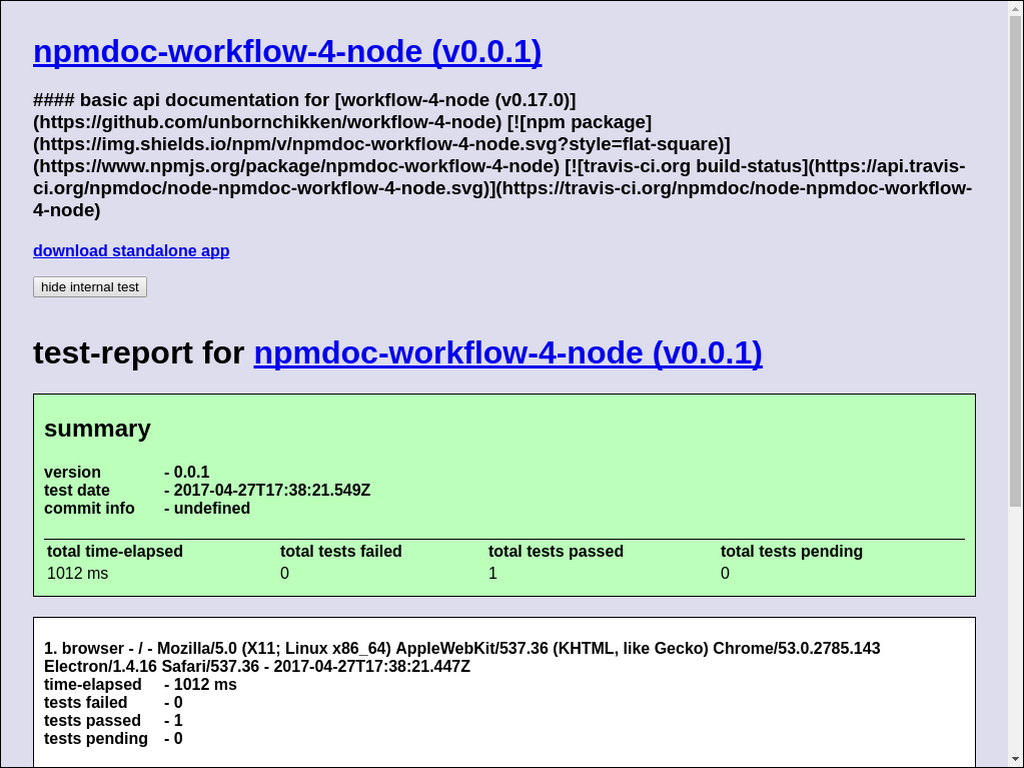 npmdoc-workflow-4-node (v0.0.1)
#### basic api documentation for [workflow-4-node (v0.17.0)]
(https://github.com/unbornchikken/workflow-4-node) [![npm package]
(https://img.shields.io/npm/v/npmdoc-workflow-4-node.svg?style=flat-square)]
(https://www.npmjs.org/package/npmdoc-workflow-4-node) [![travis-ci.org build-status](https://api.travis-
ci.org/npmdoc/node-npmdoc-workflow-4-node.svg)](https://travis-ci.org/npmdoc/node-npmdoc-workflow-
4-node)
download standalone app
hide internal test
test-report for npmdoc-workflow-4-node (v0.0.1)
summary
version - 0.0.1
test date - 2017-04-27T17:38:21.549Z
commit info - undefined
total time-elapsed total tests failed total tests passed total tests pending
1012 ms 0 1 0
1. browser - / - Mozilla/5.0 (X11; Linux x86_64) AppleWebKit/537.36 (KHTML, like Gecko) Chrome/53.0.2785.143
Electron/1.4.16 Safari/537.36 - 2017-04-27T17:38:21.447Z
time-elapsed - 1012 ms
tests failed - 0
tests passed - 1
tests pending - 0